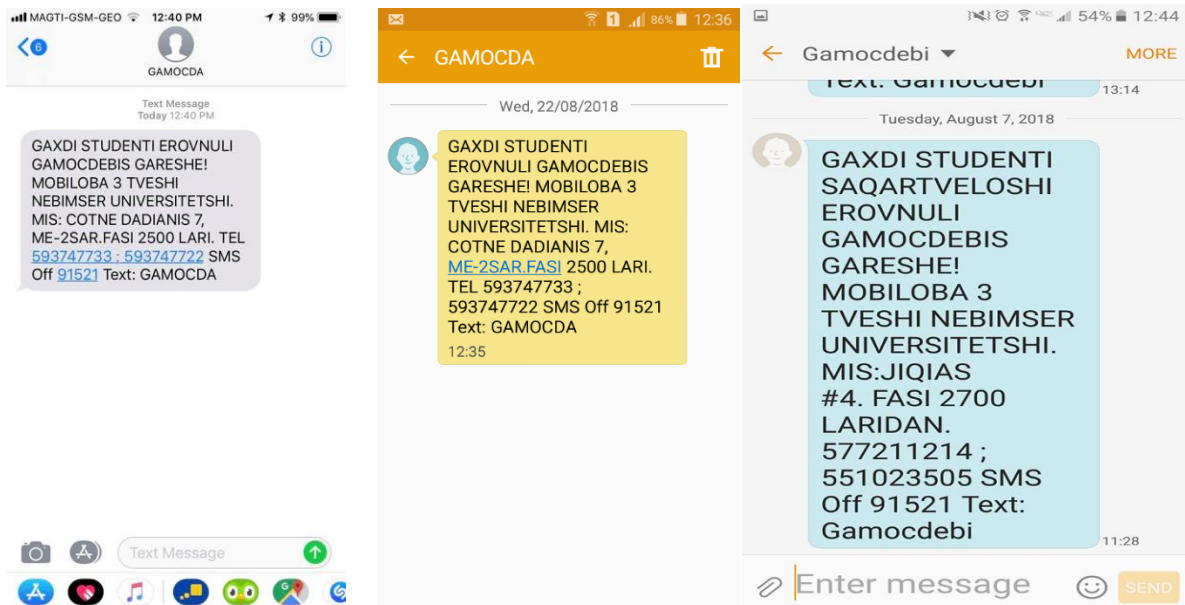 MAGTI-GSM-GEO 12:40 PM 99%
6
GAMOCDA
Text Message
Today 12:40 PM
GAXDI STUDENTI EROVNULI
GAMOCDEBIS GARESHE!
MOBILOBA 3 TVESHI
NEBIMSER UNIVERSITETSHI.
MIS: COTNE DADIANIS 7,
ME-2SAR.FASI 2500 LARI. TEL
593747733 ; 593747722 SMS
Off 91521 Text: GAMOCDA
Text Message
1 86% 12:36
GAMOCDA
Wed, 22/08/2018
GAXDI STUDENTI
EROVNULI GAMOCDEBIS
GARESHE! MOBILOBA 3
TVESHI NEBIMSER
UNIVERSITETSHI. MIS:
COTNE DADIANIS 7,
ME-2SAR.FASI 2500 LARI.
TEL 593747733 ;
593747722 SMS Off 91521
Text: GAMOCDA
12:35
54% 12:44
Gamocdebi MORE
Text: Gamocdebi
13:14
Tuesday, August 7, 2018
GAXDI STUDENTI
SAQARTVELOSHI
EROVNULI
GAMOCDEBIS
GARESHE!
MOBILOBA 3
TVESHI NEBIMSER
UNIVERSITETSHI.
MIS:JIQIAS
#4. FASI 2700
LARIDAN.
577211214 ;
551023505 SMS
Off 91521 Text:
Gamocdebi
11:28
Enter message SEND